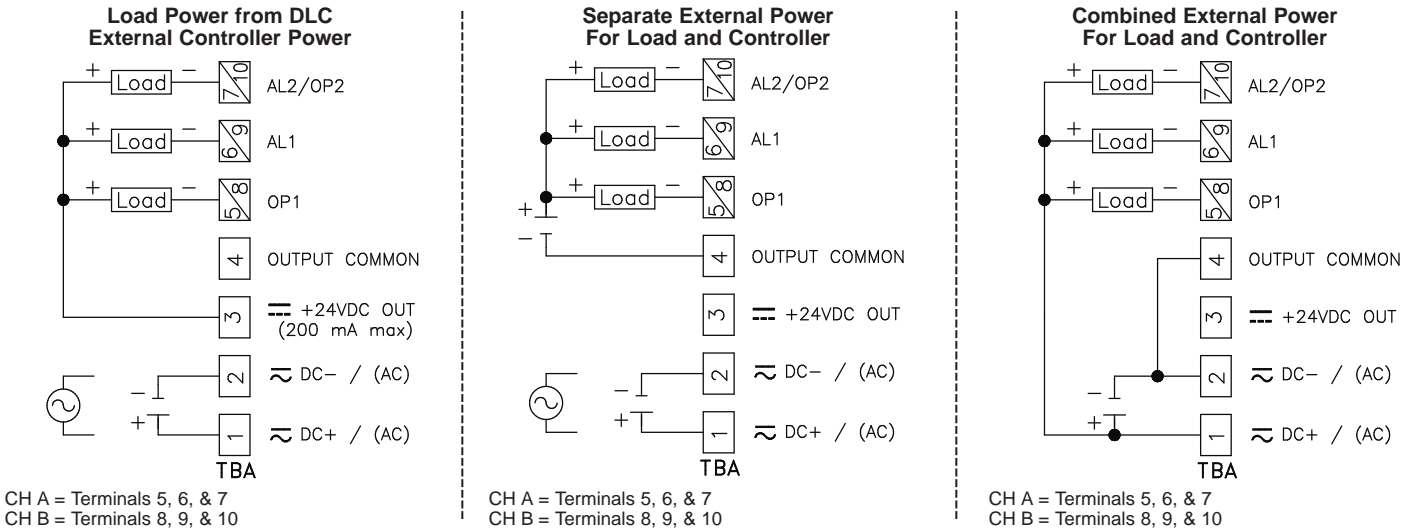 Load Power from DLC
External Controller Power
+ Load − 7/10 AL2/OP2
+ Load − 6/9 AL1
+ Load − 5/8 OP1
4 OUTPUT COMMON
3 +24VDC OUT
(200 mA max)
− 2 DC− / (AC)
+ 1 DC+ / (AC)
TBA
CH A = Terminals 5, 6, & 7
CH B = Terminals 8, 9, & 10
Separate External Power
For Load and Controller
+ Load − 7/10 AL2/OP2
+ Load − 6/9 AL1
+ Load − 5/8 OP1
+
− 4 OUTPUT COMMON
3 +24VDC OUT
− 2 DC− / (AC)
+ 1 DC+ / (AC)
TBA
CH A = Terminals 5, 6, & 7
CH B = Terminals 8, 9, & 10
Combined External Power
For Load and Controller
+ Load − 7/10 AL2/OP2
+ Load − 6/9 AL1
+ Load − 5/8 OP1
4 OUTPUT COMMON
3 +24VDC OUT
− 2 DC− / (AC)
+ 1 DC+ / (AC)
TBA
CH A = Terminals 5, 6, & 7
CH B = Terminals 8, 9, & 10